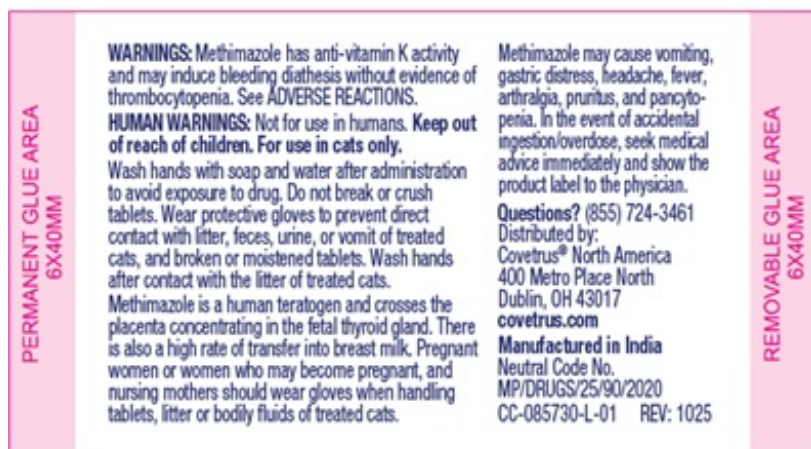 PERMANENT GLUE AREA
6X40MM
WARNINGS: Methimazole has anti-vitamin K activity
and may induce bleeding diathesis without evidence of
thrombocytopenia. See ADVERSE REACTIONS.
HUMAN WARNINGS: Not for use in humans. Keep out
of reach of children. For use in cats only.
Wash hands with soap and water after administration
to avoid exposure to drug. Do not break or crush
tablets. Wear protective gloves to prevent direct
contact with litter, feces, urine, or vomit of treated
cats, and broken or moistened tablets. Wash hands
after contact with the litter of treated cats.
Methimazole is a human teratogen and crosses the
placenta concentrating in the fetal thyroid gland. There
is also a high rate of transfer into breast milk. Pregnant
women or women who may become pregnant, and
nursing mothers should wear gloves when handling
tablets, litter or bodily fluids of treated cats.
Methimazole may cause vomiting,
gastric distress, headache, fever,
arthralgia, pruritus, and pancyto-
penia. In the event of accidental
ingestion/overdose, seek medical
advice immediately and show the
product label to the physician.
Questions? (855) 724-3461
Distributed by:
Covetrus® North America
400 Metro Place North
Dublin, OH 43017
covetrus.com
Manufactured in India
Neutral Code No.
MP/DRUGS/25/90/2020
CC-085730-L-01 REV: 1025
REMOVABLE GLUE AREA
6X40MM